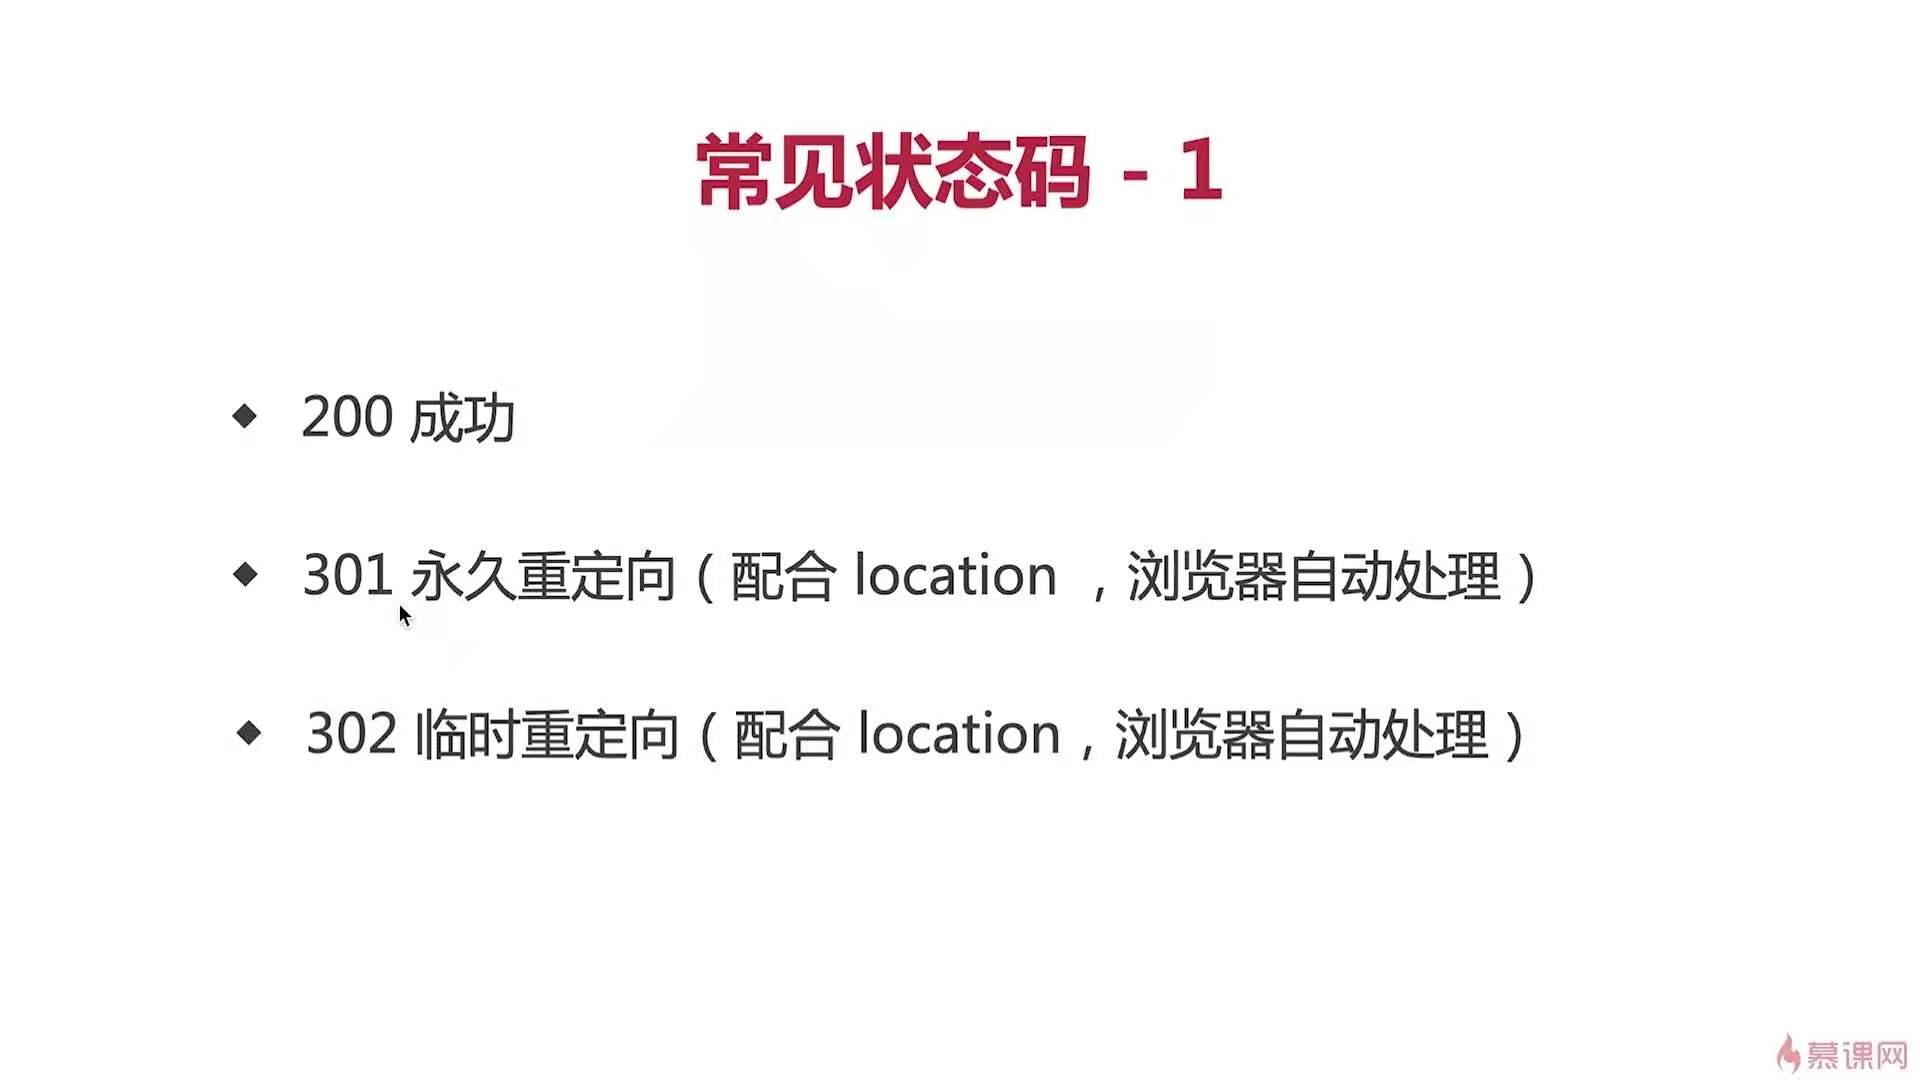 常见状态码 - 1
◆ 200 成功
◆ 301 永久重定向（配合 location ，浏览器自动处理）
◆ 302 临时重定向（配合 location，浏览器自动处理）
慕课网